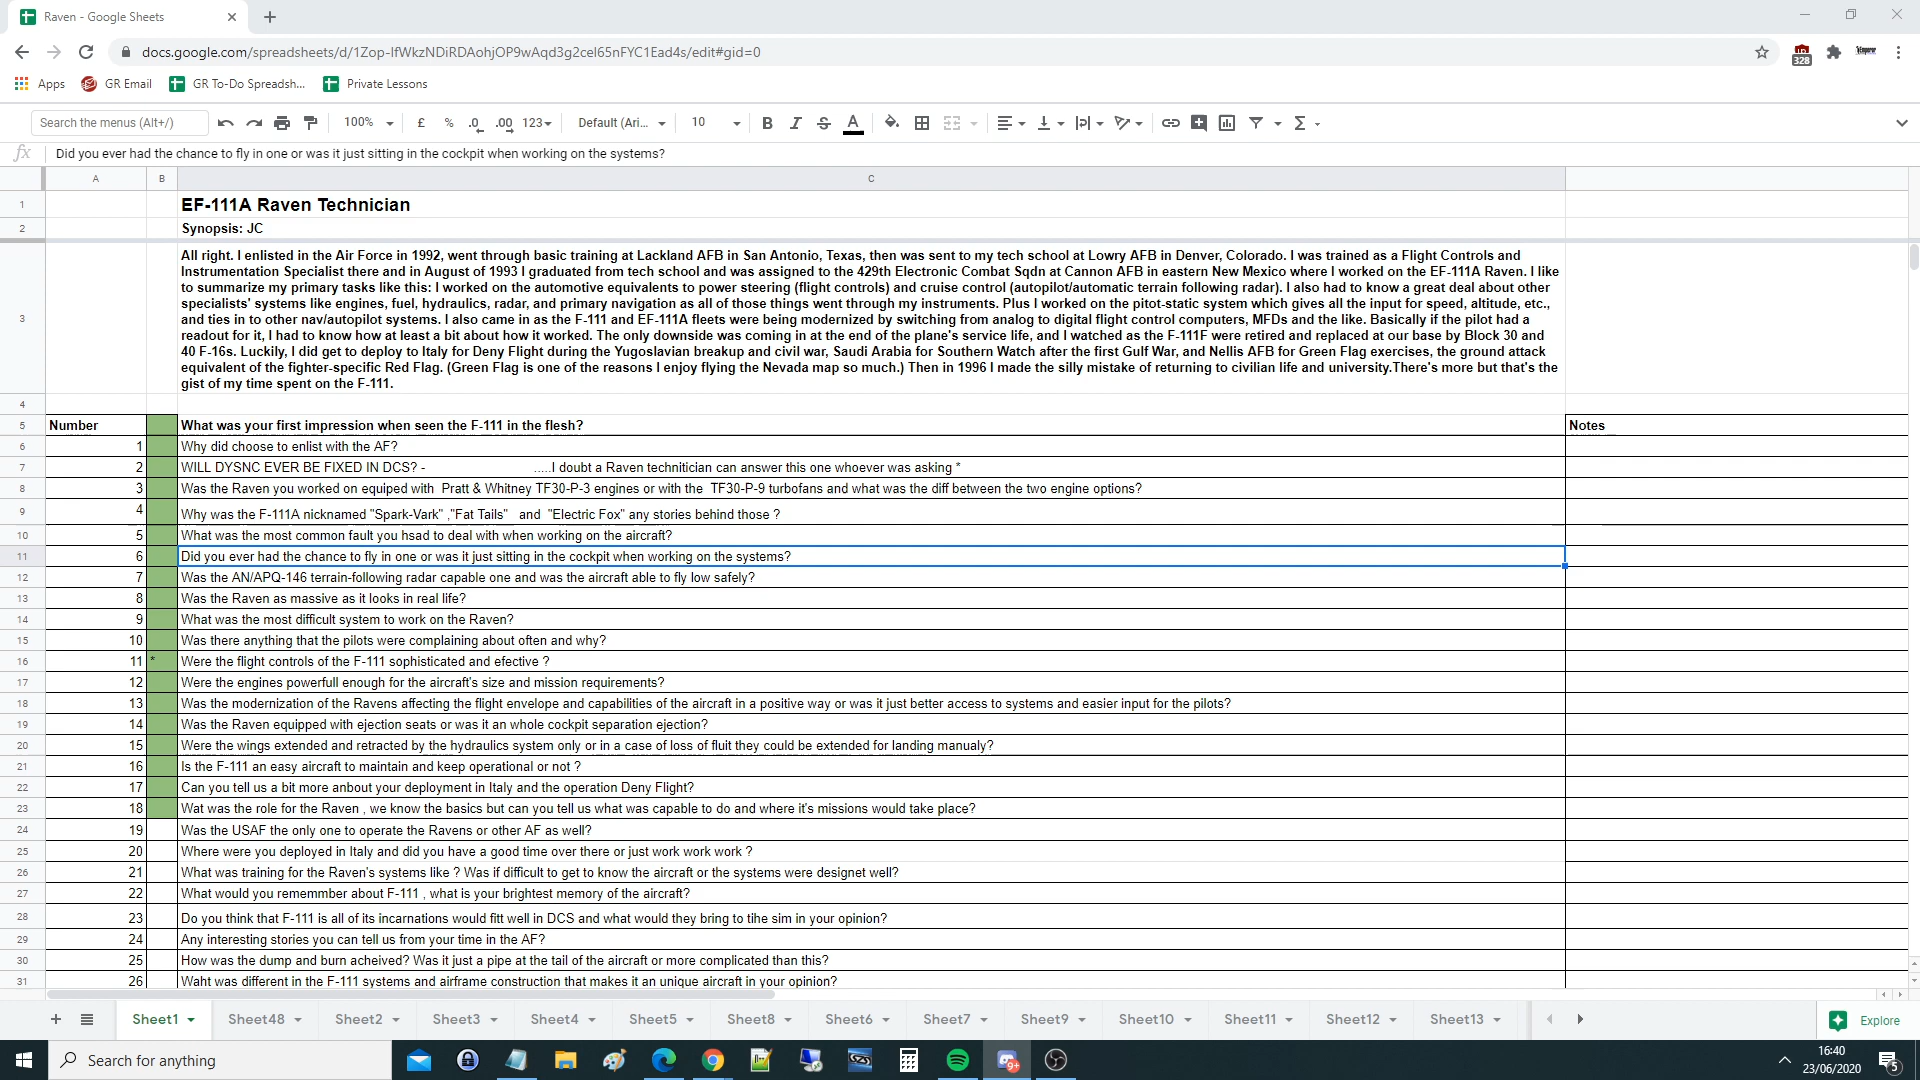 Raven - Google Sheets
docs.google.com/spreadsheets/d/1Zop-IfWkzNDiRDAohjOP9wAqd3g2cel65nFYC1Ead4s/edit#gid=0
328
Apps GR Email GR To-Do Spreadsh... Private Lessons
Search the menus (Alt+/) 100% £ % .0 .00 123 Default (Ari... 10 B I S A
fx Did you ever had the chance to fly in one or was it just sitting in the cockpit when working on the systems?
A B C
1 EF-111A Raven Technician
2 Synopsis: JC
All right. I enlisted in the Air Force in 1992, went through basic training at Lackland AFB in San Antonio, Texas, then was sent to my tech school at Lowry AFB in Denver, Colorado. I was trained as a Flight Controls and
Instrumentation Specialist there and in August of 1993 I graduated from tech school and was assigned to the 429th Electronic Combat Sqdn at Cannon AFB in eastern New Mexico where I worked on the EF-111A Raven. I like
to summarize my primary tasks like this: I worked on the automotive equivalents to power steering (flight controls) and cruise control (autopilot/automatic terrain following radar). I also had to know a great deal about other
specialists' systems like engines, fuel, hydraulics, radar, and primary navigation as all of those things went through my instruments. Plus I worked on the pitot-static system which gives all the input for speed, altitude, etc.,
3 and ties in to other nav/autopilot systems. I also came in as the F-111 and EF-111A fleets were being modernized by switching from analog to digital flight control computers, MFDs and the like. Basically if the pilot had a
readout for it, I had to know how at least a bit about how it worked. The only downside was coming in at the end of the plane's service life, and I watched as the F-111F were retired and replaced at our base by Block 30 and
40 F-16s. Luckily, I did get to deploy to Italy for Deny Flight during the Yugoslavian breakup and civil war, Saudi Arabia for Southern Watch after the first Gulf War, and Nellis AFB for Green Flag exercises, the ground attack
equivalent of the fighter-specific Red Flag. (Green Flag is one of the reasons I enjoy flying the Nevada map so much.) Then in 1996 I made the silly mistake of returning to civilian life and university.There's more but that's the
gist of my time spent on the F-111.
4
5 Number What was your first impression when seen the F-111 in the flesh? Notes
6 1 Why did choose to enlist with the AF?
7 2 WILL DYSNC EVER BE FIXED IN DCS? - .....I doubt a Raven technitician can answer this one whoever was asking *
8 3 Was the Raven you worked on equiped with Pratt & Whitney TF30-P-3 engines or with the TF30-P-9 turbofans and what was the diff between the two engine options?
9 4 Why was the F-111A nicknamed "Spark-Vark" ,"Fat Tails" and "Electric Fox" any stories behind those ?
10 5 What was the most common fault you hsad to deal with when working on the aircraft?
11 6 Did you ever had the chance to fly in one or was it just sitting in the cockpit when working on the systems?
12 7 Was the AN/APQ-146 terrain-following radar capable one and was the aircraft able to fly low safely?
13 8 Was the Raven as massive as it looks in real life?
14 9 What was the most difficult system to work on the Raven?
15 10 Was there anything that the pilots were complaining about often and why?
16 11 * Were the flight controls of the F-111 sophisticated and efective ?
17 12 Were the engines powerfull enough for the aircraft's size and mission requirements?
18 13 Was the modernization of the Ravens affecting the flight envelope and capabilities of the aircraft in a positive way or was it just better access to systems and easier input for the pilots?
19 14 Was the Raven equipped with ejection seats or was it an whole cockpit separation ejection?
20 15 Were the wings extended and retracted by the hydraulics system only or in a case of loss of fluit they could be extended for landing manualy?
21 16 Is the F-111 an easy aircraft to maintain and keep operational or not ?
22 17 Can you tell us a bit more anbout your deployment in Italy and the operation Deny Flight?
23 18 Wat was the role for the Raven , we know the basics but can you tell us what was capable to do and where it's missions would take place?
24 19 Was the USAF the only one to operate the Ravens or other AF as well?
25 20 Where were you deployed in Italy and did you have a good time over there or just work work work ?
26 21 What was training for the Raven's systems like ? Was if difficult to get to know the aircraft or the systems were designet well?
27 22 What would you rememmber about F-111 , what is your brightest memory of the aircraft?
28 23 Do you think that F-111 is all of its incarnations would fitt well in DCS and what would they bring to tihe sim in your opinion?
29 24 Any interesting stories you can tell us from your time in the AF?
30 25 How was the dump and burn acheived? Was it just a pipe at the tail of the aircraft or more complicated than this?
31 26 Waht was different in the F-111 systems and airframe construction that makes it an unique aircraft in your opinion?
Sheet1 Sheet48 Sheet2 Sheet3 Sheet4 Sheet5 Sheet8 Sheet6 Sheet7 Sheet9 Sheet10 Sheet11 Sheet12 Sheet13 Explore
Search for anything 9+ 16:40
23/06/2020 5